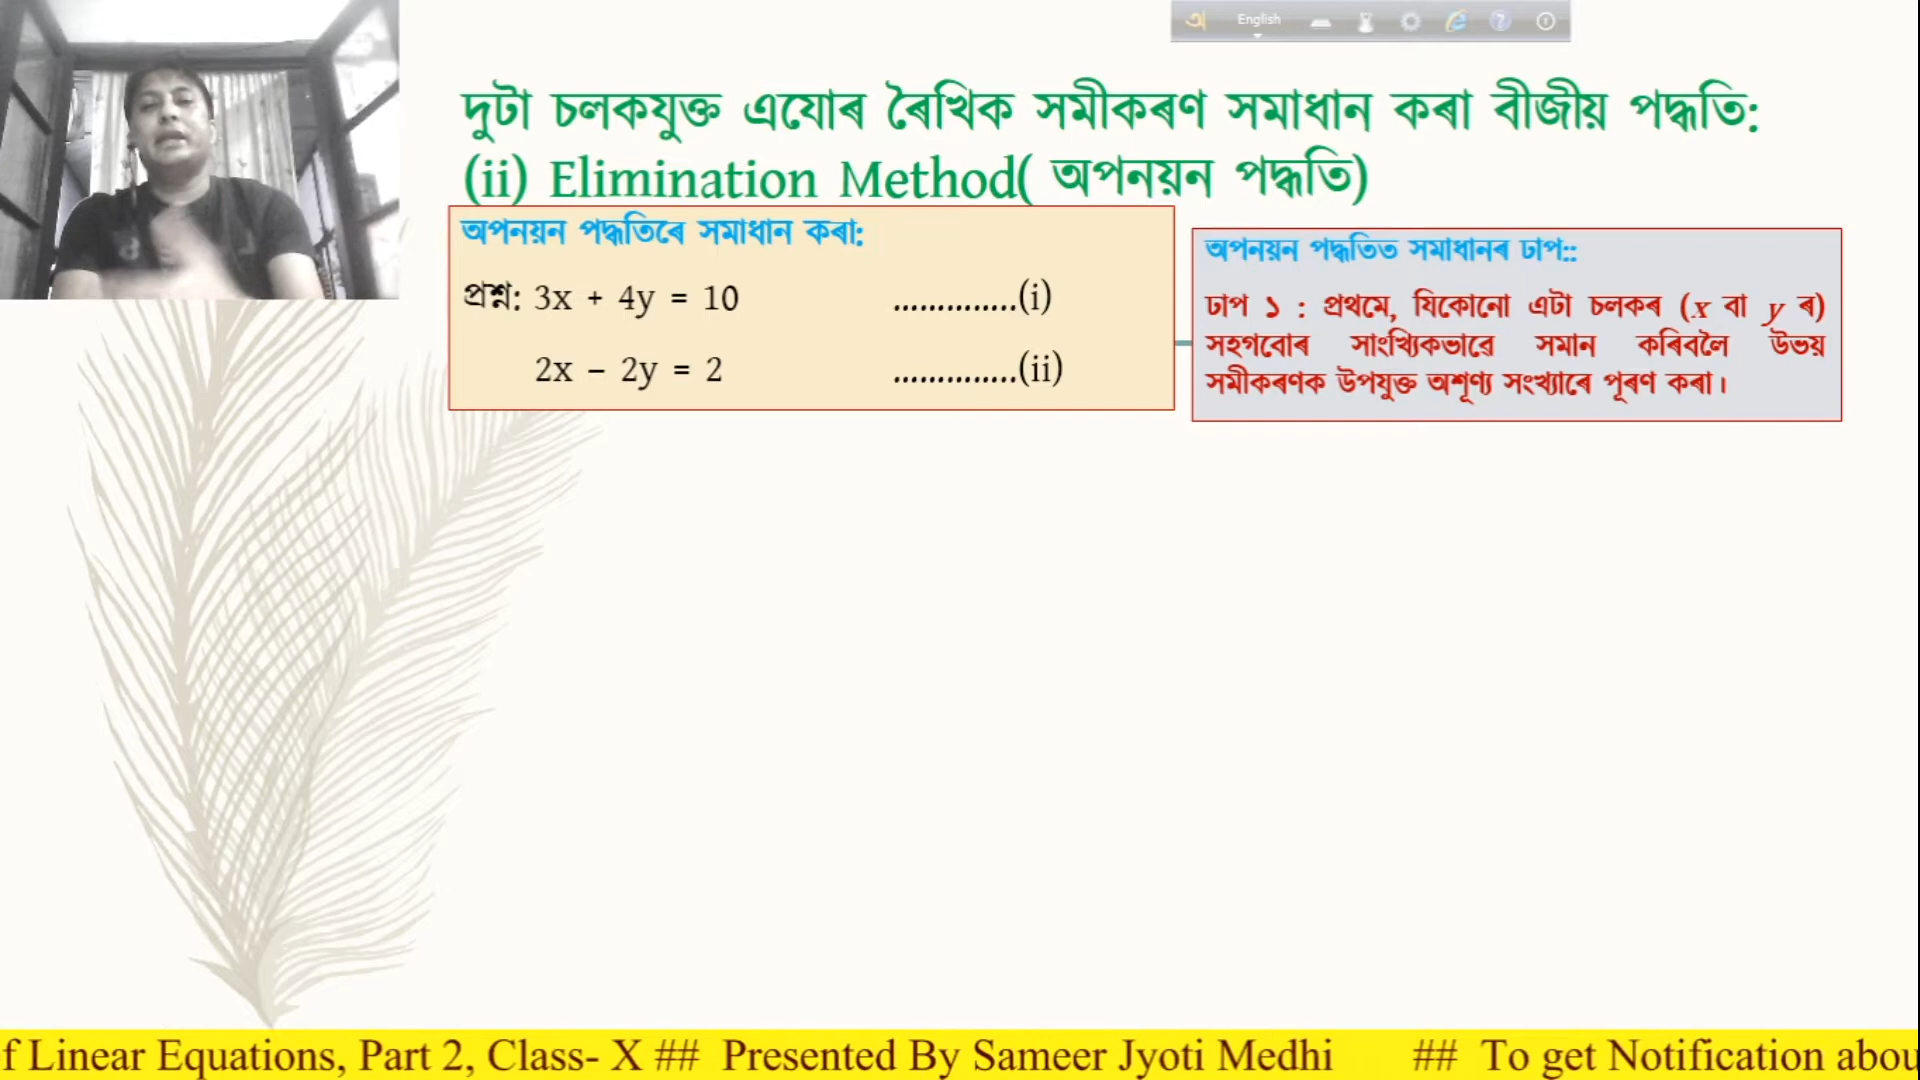 অ English
দুটা চলকযুক্ত এযোৰ ৰৈখিক সমীকৰণ সমাধান কৰা বীজীয় পদ্ধতি:
(ii) Elimination Method( অপনয়ন পদ্ধতি)
অপনয়ন পদ্ধতিৰে সমাধান কৰা:
প্ৰশ্ন: 3x + 4y = 10 ..............(i)
2x − 2y = 2 ..............(ii)
অপনয়ন পদ্ধতিত সমাধানৰ ঢাপ::
ঢাপ ১ : প্ৰথমে, যিকোনো এটা চলকৰ (x বা y ৰ)
সহগবোৰ সাংখ্যিকভাৱে সমান কৰিবলৈ উভয়
সমীকৰণক উপযুক্ত অশূণ্য সংখ্যাৰে পূৰণ কৰা।
f Linear Equations, Part 2, Class- X ## Presented By Sameer Jyoti Medhi ## To get Notification abou